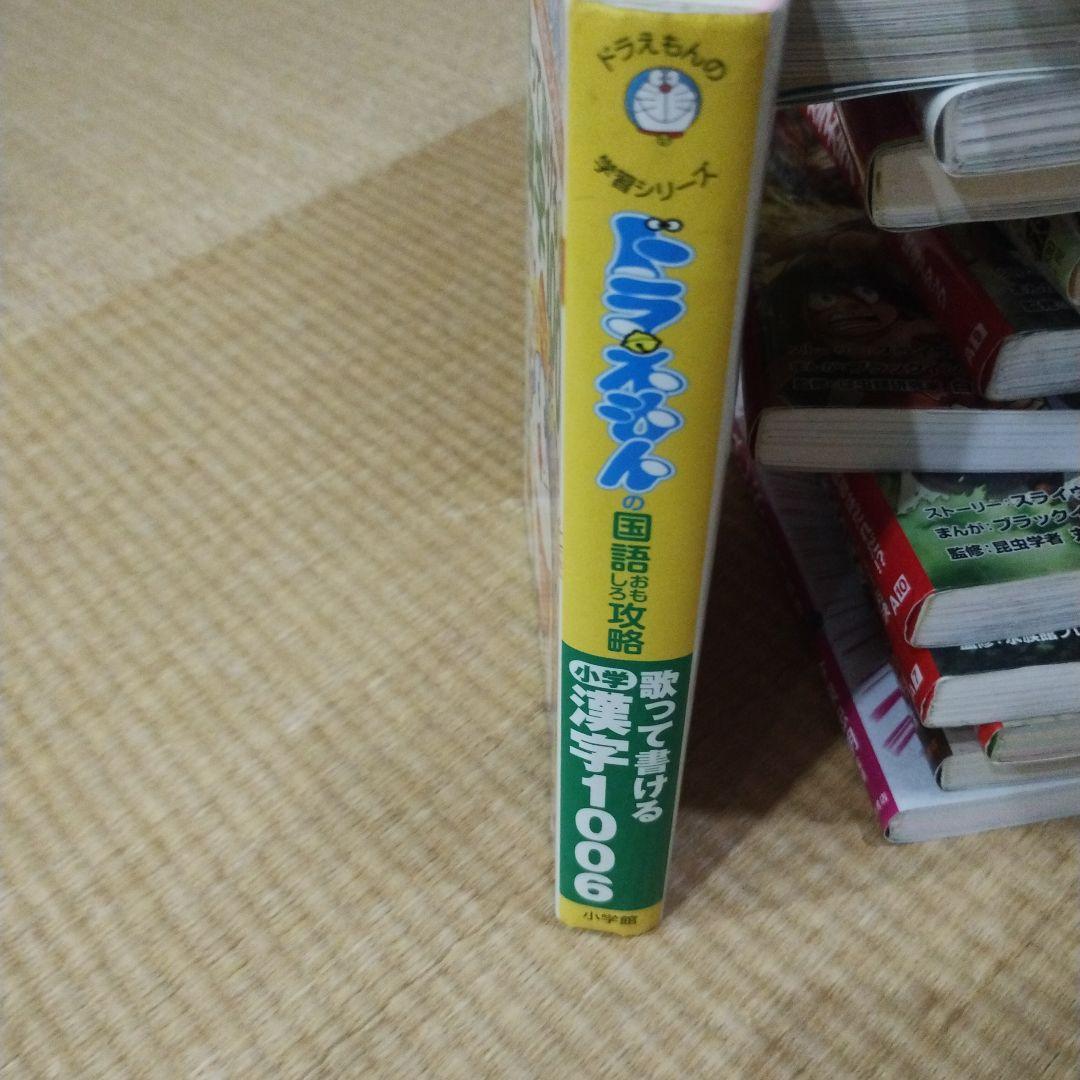 ドラえもんの
学習シリーズ
ドラえもんの国語おもしろ攻略
歌って書ける
小学漢字1006
小学館
ストーリー:スライ
まんが:ブラック
監修:昆虫学者
A10